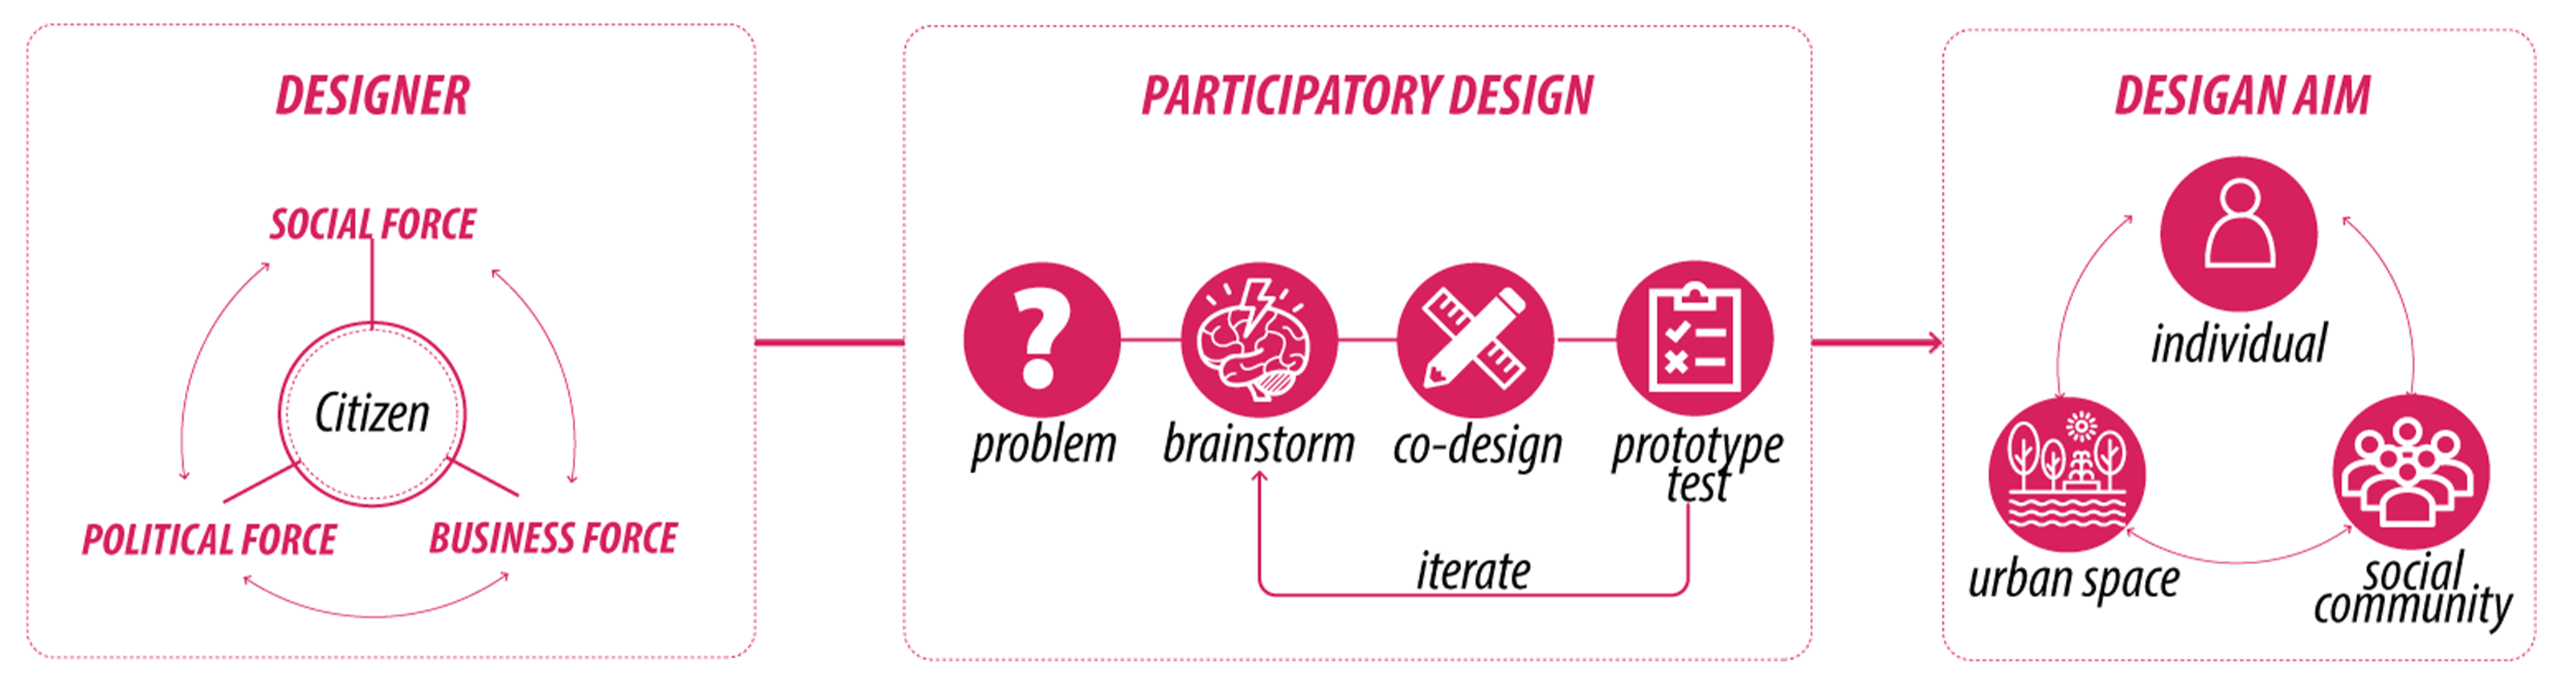 DESIGNER
SOCIAL FORCE
Citizen
POLITICAL FORCE
BUSINESS FORCE
PARTICIPATORY DESIGN
problem
brainstorm
co-design
prototype
test
iterate
DESIGAN AIM
individual
urban space
social
community